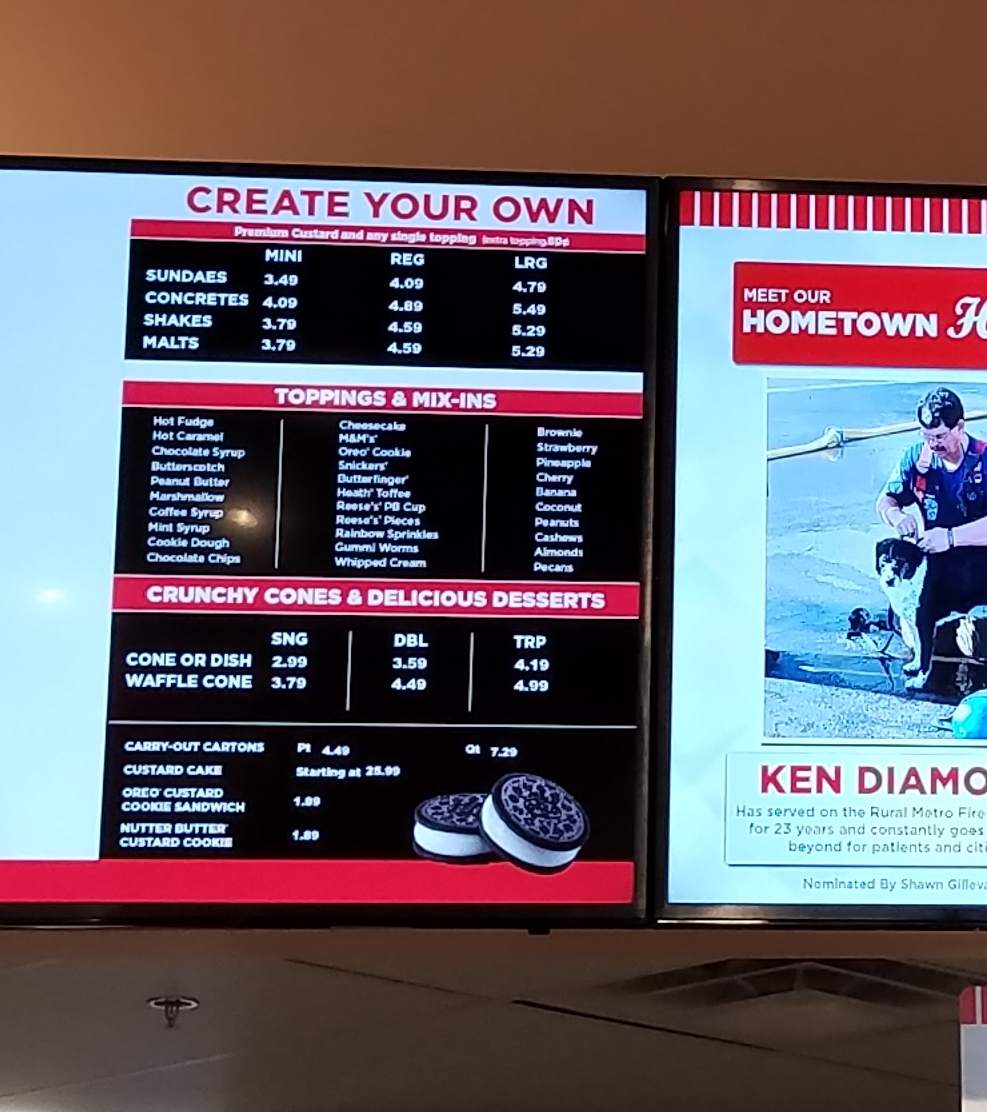 CREATE YOUR OWN
Premium Custard and any single topping (extra topping .80¢
MINI REG LRG
SUNDAES 3.49 4.09 4.79
CONCRETES 4.09 4.89 5.49
SHAKES 3.79 4.59 5.29
MALTS 3.79 4.59 5.29
TOPPINGS & MIX-INS
Hot Fudge
Hot Caramel
Chocolate Syrup
Butterscotch
Peanut Butter
Marshmallow
Coffee Syrup
Mint Syrup
Cookie Dough
Chocolate Chips
Cheesecake
M&M's®
Oreo® Cookie
Snickers®
Butterfinger®
Heath® Toffee
Reese's® PB Cup
Reese's® Pieces
Rainbow Sprinkles
Gummi Worms
Whipped Cream
Brownie
Strawberry
Pineapple
Cherry
Banana
Coconut
Peanuts
Cashews
Almonds
Pecans
CRUNCHY CONES & DELICIOUS DESSERTS
SNG DBL TRP
CONE OR DISH 2.99 3.59 4.19
WAFFLE CONE 3.79 4.49 4.99
CARRY-OUT CARTONS Pt 4.49 Qt 7.29
CUSTARD CAKE Starting at 25.99
OREO® CUSTARD
COOKIE SANDWICH 1.89
NUTTER BUTTER®
CUSTARD COOKIE 1.89
MEET OUR
HOMETOWN H
KEN DIAMO
Has served on the Rural Metro Fire
for 23 years and constantly goes
beyond for patients and citi
Nominated By Shawn Gilleva